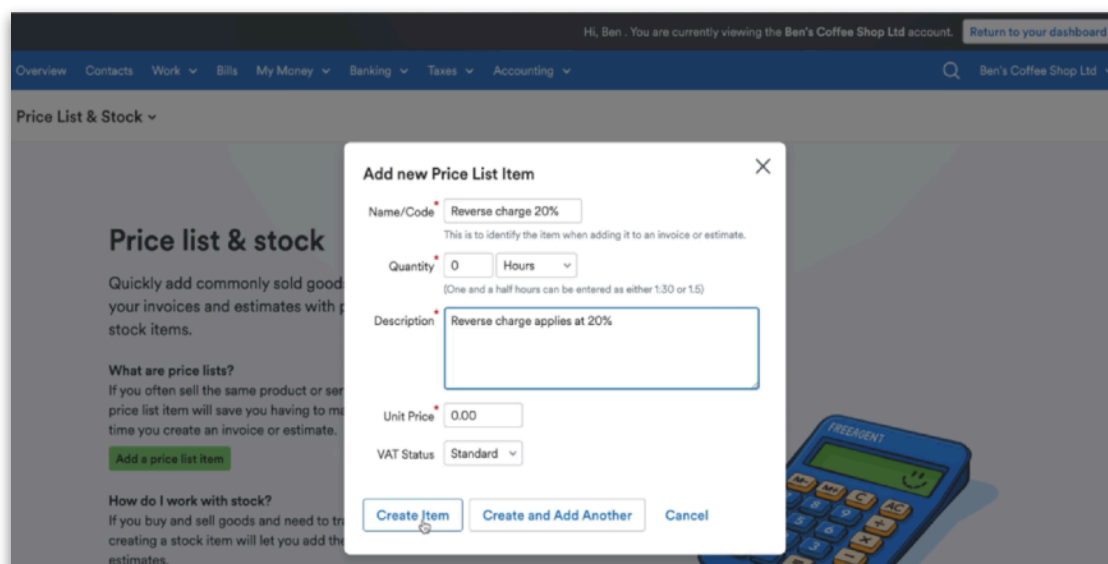 Hi, Ben . You are currently viewing the Ben's Coffee Shop Ltd account. Return to your dashboard
Overview Contacts Work Bills My Money Banking Taxes Accounting Ben's Coffee Shop Ltd
Price List & Stock
Add new Price List Item
Name/Code* Reverse charge 20%
This is to identify the item when adding it to an invoice or estimate.
Quantity* 0 Hours
(One and a half hours can be entered as either 1:30 or 1.5)
Description* Reverse charge applies at 20%
Unit Price* 0.00
VAT Status Standard
Create Item Create and Add Another Cancel
Price list & stock
Quickly add commonly sold good
your invoices and estimates with
stock items.
What are price lists?
If you often sell the same product or ser
price list item will save you having to ma
time you create an invoice or estimate.
Add a price list item
How do I work with stock?
If you buy and sell goods and need to tr
creating a stock item will let you add the
estimates.
FREEAGENT
M- M+ C AC
8 9 ÷
5 6 ×
3 −